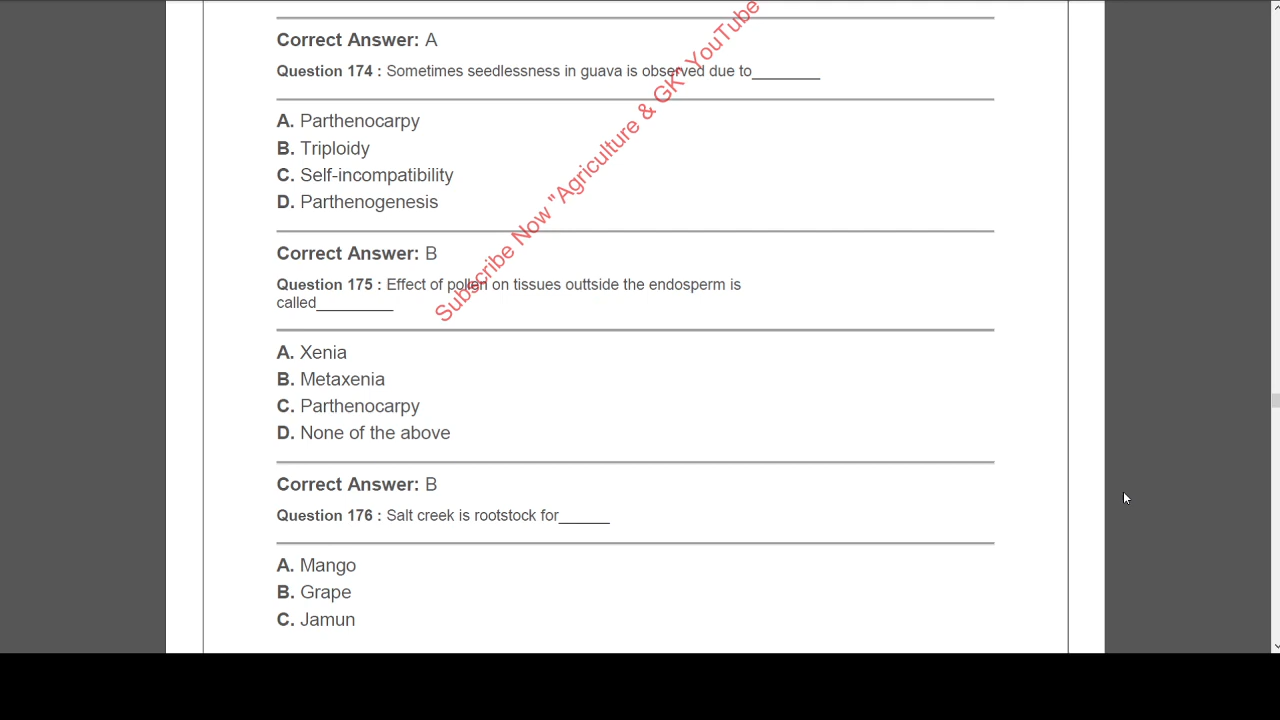 Correct Answer: A
Question 174 : Sometimes seedlessness in guava is observed due to________
A. Parthenocarpy
B. Triploidy
C. Self-incompatibility
D. Parthenogenesis
Correct Answer: B
Question 175 : Effect of pollen on tissues outtside the endosperm is
called_________
A. Xenia
B. Metaxenia
C. Parthenocarpy
D. None of the above
Correct Answer: B
Question 176 : Salt creek is rootstock for______
A. Mango
B. Grape
C. Jamun
Subscribe Now "Agriculture & GK" YouTube